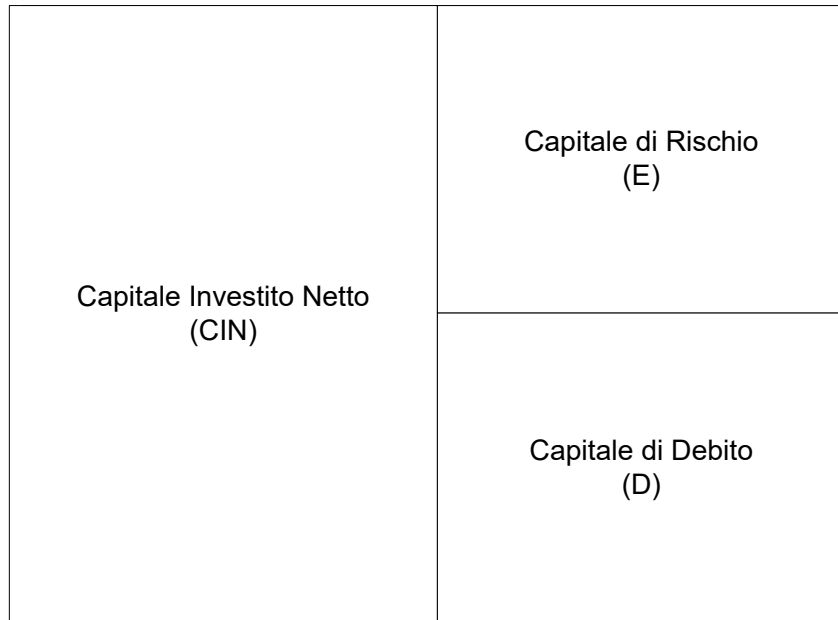 Capitale Investito Netto
(CIN)
Capitale di Rischio
(E)
Capitale di Debito
(D)